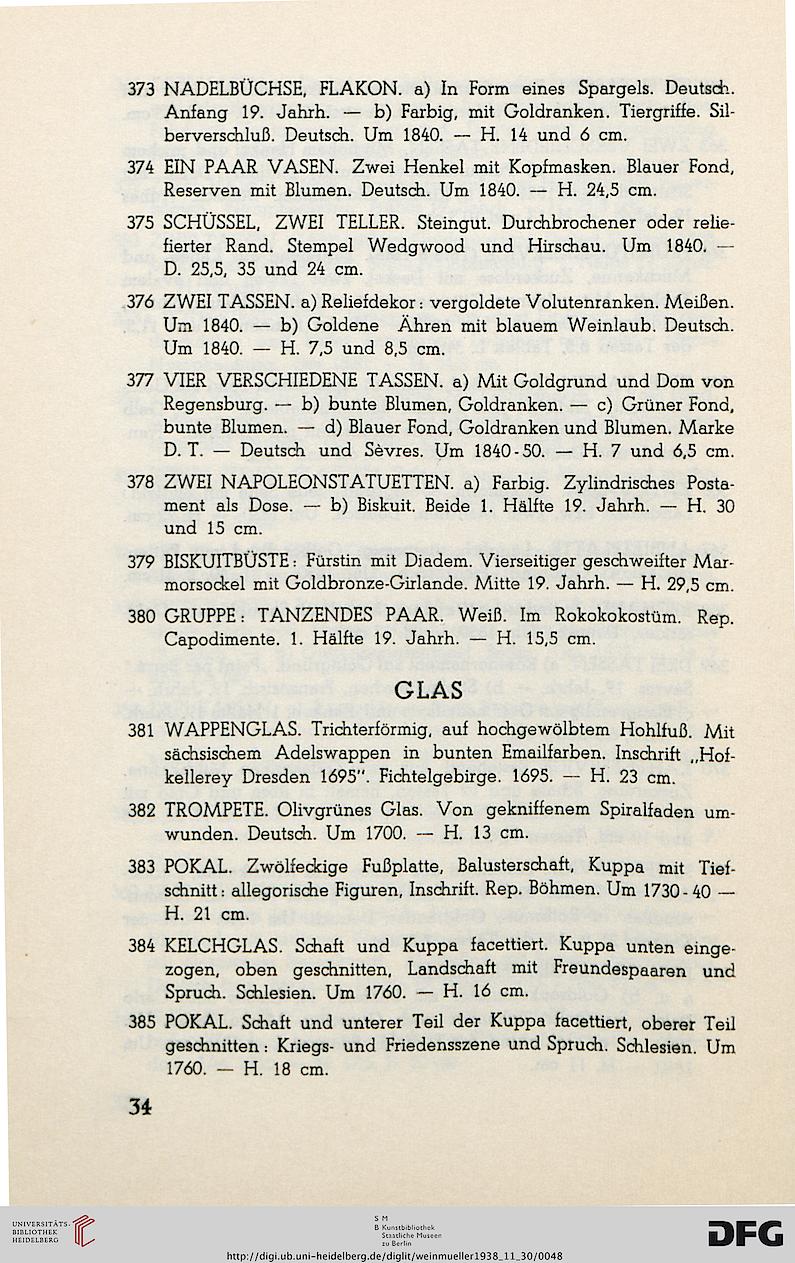 373 NADELBÜCHSE, FLAKON. a) In Form eines Spargels. Deutsch.
Anfang 19. Jahrh. — b) Farbig, mit Goldranken. Tiergriffe. Sil-
berverschluß. Deutsch. Um 1840. — H. 14 und 6 cm.
374 EIN PAAR VASEN. Zwei Henkel mit Kopfmasken. Blauer Fond,
Reserven mit Blumen. Deutsch. Um 1840. — H. 24,5 cm.
375 SCHÜSSEL, ZWEI TELLER. Steingut. Durchbrochener oder relie-
fierter Rand. Stempel Wedgwood und Hirschau. Um 1840. —
D. 25,5, 35 und 24 cm.
376 ZWEI TASSEN. a) Reliefdekor: vergoldete Volutenranken. Meißen.
Um 1840. — b) Goldene Ähren mit blauem Weinlaub. Deutsch.
Um 1840. — H. 7,5 und 8,5 cm.
377 VIER VERSCHIEDENE TASSEN. a) Mit Goldgrund und Dom von
Regensburg. — b) bunte Blumen, Goldranken. — c) Grüner Fond,
bunte Blumen. — d) Blauer Fond, Goldranken und Blumen. Marke
D. T. — Deutsch und Sèvres. Um 1840-50. — H. 7 und 6,5 cm.
378 ZWEI NAPOLEONSTATUETTEN. a) Farbig. Zylindrisches Posta-
ment als Dose. — b) Biskuit. Beide 1. Hälfte 19. Jahrh. — H. 30
und 15 cm.
379 BISKUITBÜSTE: Fürstin mit Diadem. Vierseitiger geschweifter Mar-
morsockel mit Goldbronze-Girlande. Mitte 19. Jahrh. — H. 29,5 cm.
380 GRUPPE: TANZENDES PAAR. Weiß. Im Rokokokostüm. Rep.
Capodimente. 1. Hälfte 19. Jahrh. — H. 15,5 cm.
GLAS
381 WAPPENGLAS. Trichterförmig, auf hochgewölbtem Hohlfuß. Mit
sächsischem Adelswappen in bunten Emailfarben. Inschrift „Hof-
kellerey Dresden 1695". Fichtelgebirge. 1695. — H. 23 cm.
382 TROMPETE. Olivgrünes Glas. Von gekniffenem Spiralfaden um-
wunden. Deutsch. Um 1700. — H. 13 cm.
383 POKAL. Zwölfeckige Fußplatte, Balusterschaft, Kuppa mit Tief-
schnitt: allegorische Figuren, Inschrift. Rep. Böhmen. Um 1730-40 —
H. 21 cm.
384 KELCHGLAS. Schaft und Kuppa facettiert. Kuppa unten einge-
zogen, oben geschnitten, Landschaft mit Freundespaaren und
Spruch. Schlesien. Um 1760. — H. 16 cm.
385 POKAL. Schaft und unterer Teil der Kuppa facettiert, oberer Teil
geschnitten: Kriegs- und Friedensszene und Spruch. Schlesien. Um
1760. — H. 18 cm.
34
UNIVERSITÄTS-
BIBLIOTHEK
HEIDELBERG
S M
B Kunstbibliothek
Staatliche Museen
zu Berlin
DFG
http://digi.ub.uni-heidelberg.de/diglit/weinmueller1938_11_30/0048